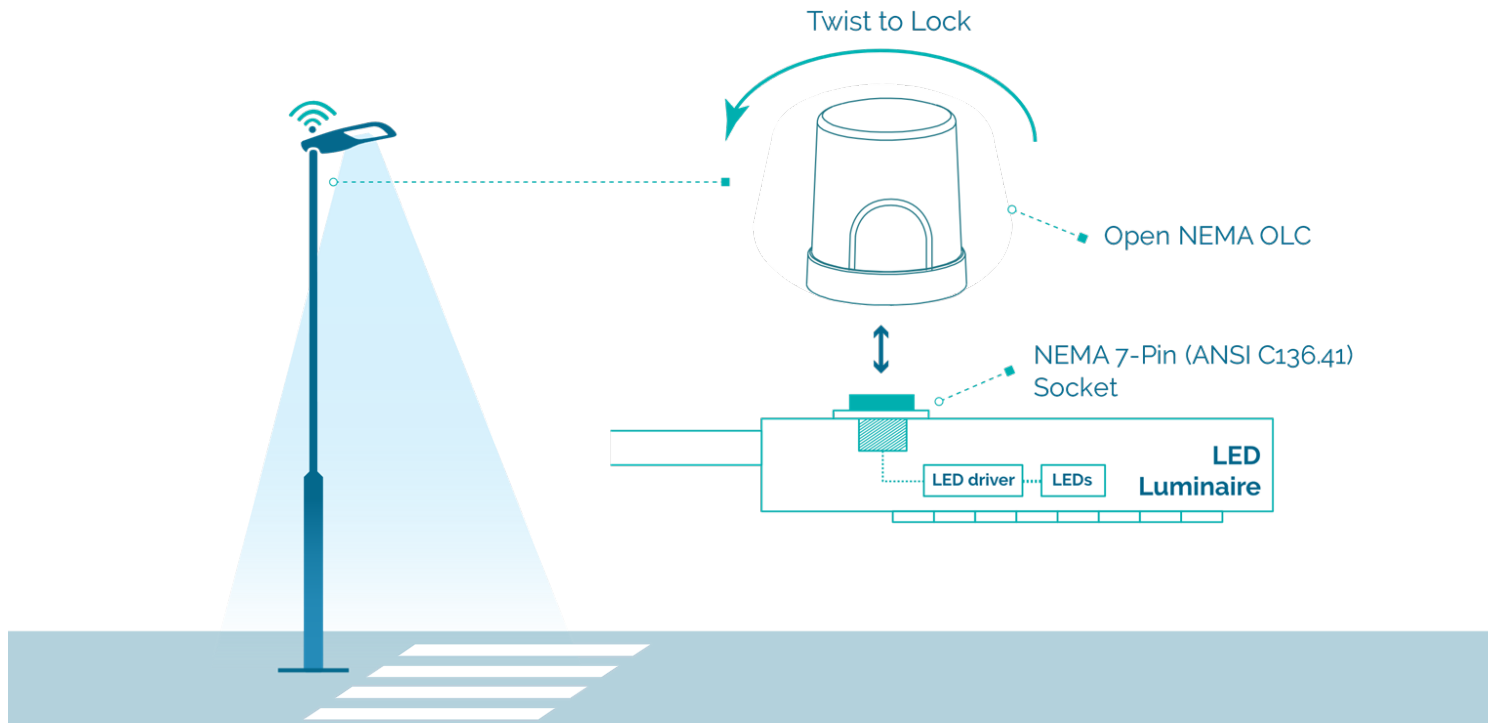 Twist to Lock
Open NEMA OLC
NEMA 7-Pin (ANSI C136.41)
Socket
LED
Luminaire
LED driver
LEDs